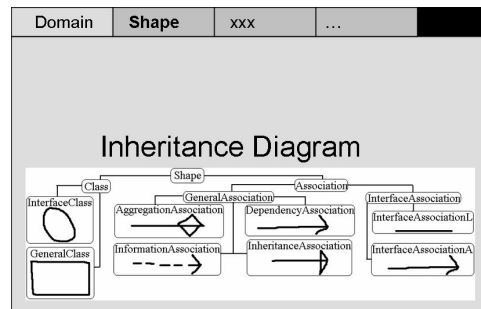 Domain Shape xxx ...
Inheritance Diagram
Shape
Class Association
GeneralAssociation InterfaceAssociation
InterfaceClass AggregationAssociation DependencyAssociation InterfaceAssociationL
GeneralClass InformationAssociation InheritanceAssociation InterfaceAssociationA